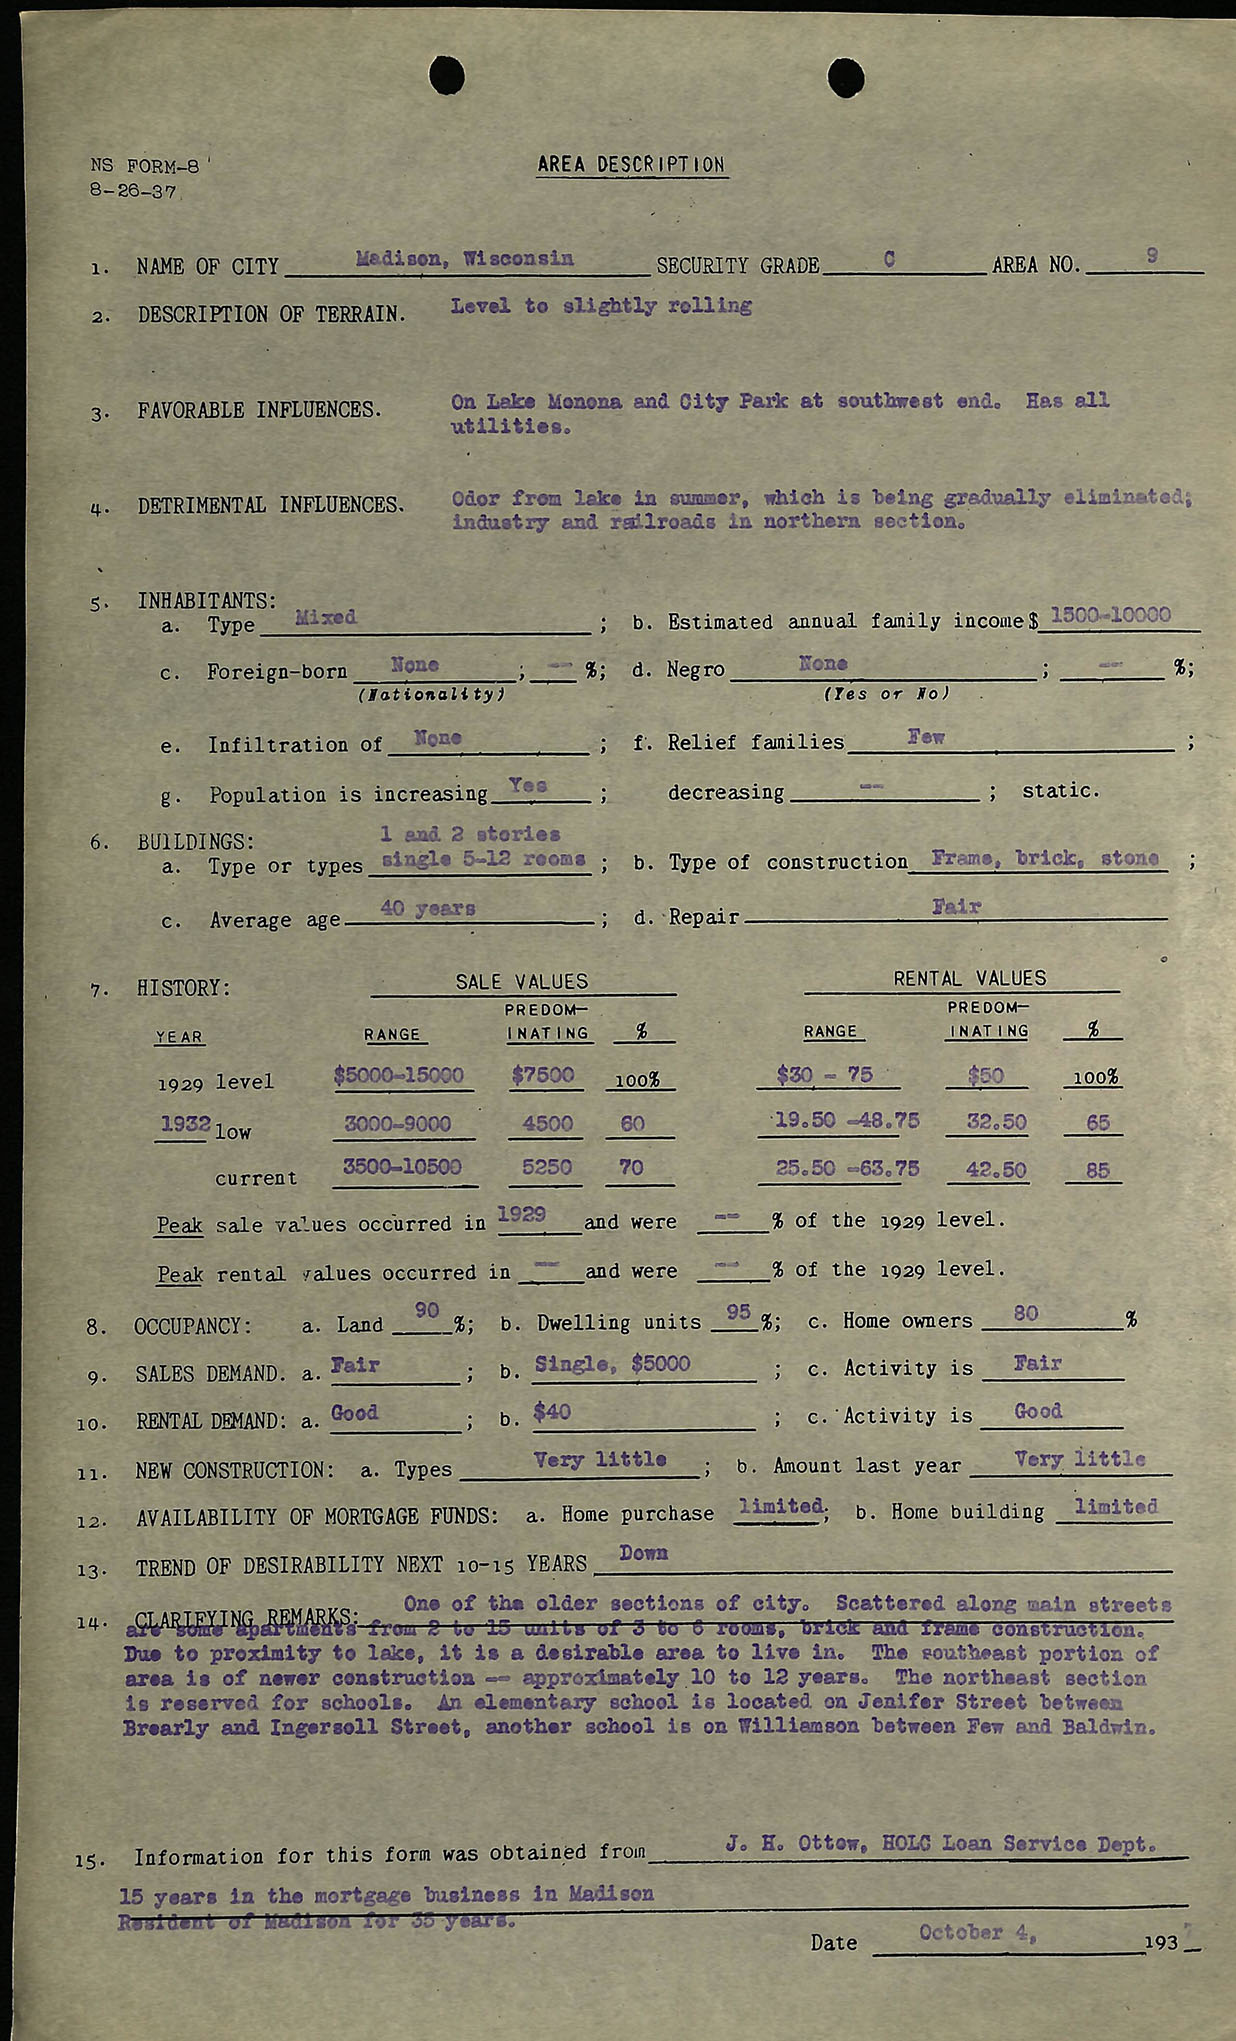 NS FORM-8
8-26-37
AREA DESCRIPTION
1. NAME OF CITY Madison, Wisconsin SECURITY GRADE C AREA NO. 9
2. DESCRIPTION OF TERRAIN. Level to slightly rolling
3. FAVORABLE INFLUENCES. On Lake Monona and City Park at southwest end. Has all
utilities.
4. DETRIMENTAL INFLUENCES. Odor from lake in summer, which is being gradually eliminated;
industry and railroads in northern section.
5. INHABITANTS:
a. Type Mixed ; b. Estimated annual family income $ 1500-10000
c. Foreign-born None ; -- %; d. Negro None ; -- %;
(Nationality) (Yes or No)
e. Infiltration of None ; f. Relief families Few ;
g. Population is increasing Yes ; decreasing -- ; static.
6. BUILDINGS: 1 and 2 stories
a. Type or types single 5-12 rooms ; b. Type of construction Frame, brick, stone ;
c. Average age 40 years ; d. Repair Fair
7. HISTORY: SALE VALUES RENTAL VALUES
PREDOM- PREDOM-
YEAR RANGE INATING % RANGE INATING %
1929 level $5000-15000 $7500 100% $30 - 75 $50 100%
1932 low 3000-9000 4500 60 19.50 -48.75 32.50 65
current 3500-10500 5250 70 25.50 -63.75 42.50 85
Peak sale values occurred in 1929 and were -- % of the 1929 level.
Peak rental values occurred in -- and were -- % of the 1929 level.
8. OCCUPANCY: a. Land 90 %; b. Dwelling units 95 %; c. Home owners 80 %
9. SALES DEMAND. a. Fair ; b. Single, $5000 ; c. Activity is Fair
10. RENTAL DEMAND: a. Good ; b. $40 ; c. Activity is Good
11. NEW CONSTRUCTION: a. Types Very little ; b. Amount last year Very little
12. AVAILABILITY OF MORTGAGE FUNDS: a. Home purchase limited; b. Home building limited
13. TREND OF DESIRABILITY NEXT 10-15 YEARS Down
14. CLARIFYING REMARKS: One of the older sections of city. Scattered along main streets
are some apartments from 2 to 15 units of 3 to 6 rooms, brick and frame construction.
Due to proximity to lake, it is a desirable area to live in. The southeast portion of
area is of newer construction -- approximately 10 to 12 years. The northeast section
is reserved for schools. An elementary school is located on Jenifer Street between
Brearly and Ingersoll Street, another school is on Williamson between Few and Baldwin.
15. Information for this form was obtained from J. H. Ottow, HOLC Loan Service Dept.
15 years in the mortgage business in Madison
Resident of Madison for 35 years.
Date October 4, 1937